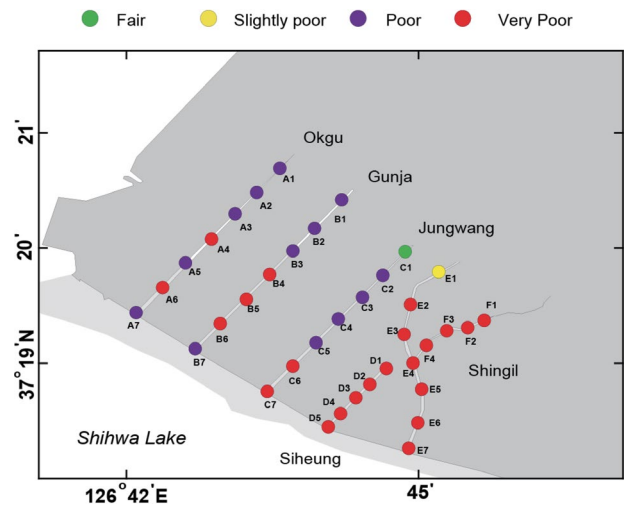 Fair Slightly poor Poor Very Poor
21'
Okgu
A1
Gunja
A2
B1
A3
B2
Jungwang
A4
B3
20'
C1
A5
B4
C2
E1
A6
B5
C3
E2
F1
A7
B6
C4
E3
F3
F2
B7
C5
F4
37°19'N
C6
D1
E4
Shingil
C7
D2
E5
D3
D4
E6
D5
Shihwa Lake
E7
Siheung
126°42'E
45'